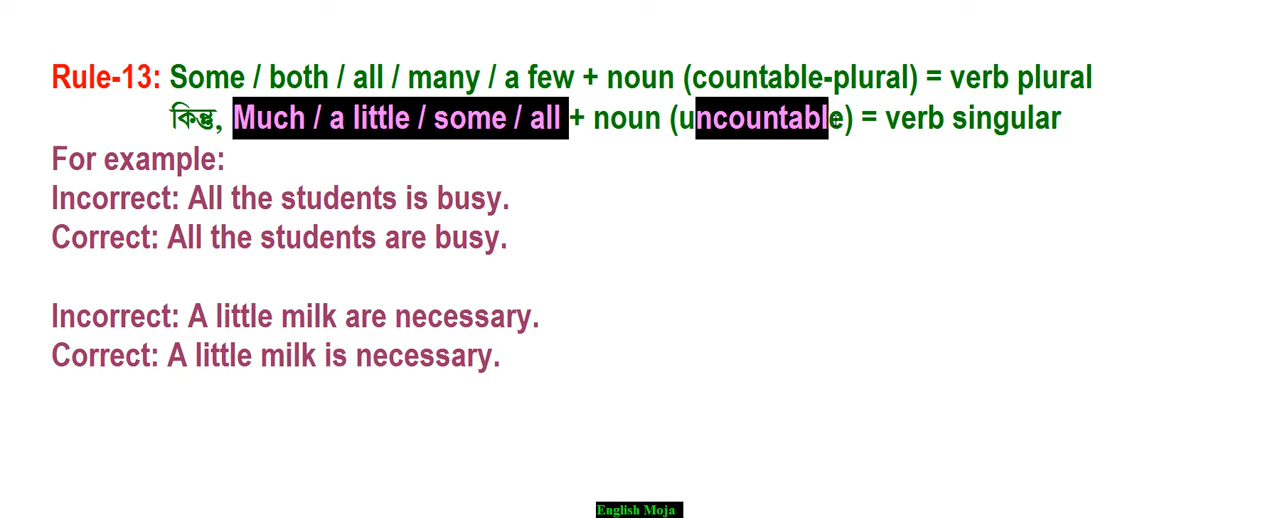 Rule-13: Some / both / all / many / a few + noun (countable-plural) = verb plural
কিন্তু, Much / a little / some / all + noun (uncountable) = verb singular
For example:
Incorrect: All the students is busy.
Correct: All the students are busy.
Incorrect: A little milk are necessary.
Correct: A little milk is necessary.
English Moja